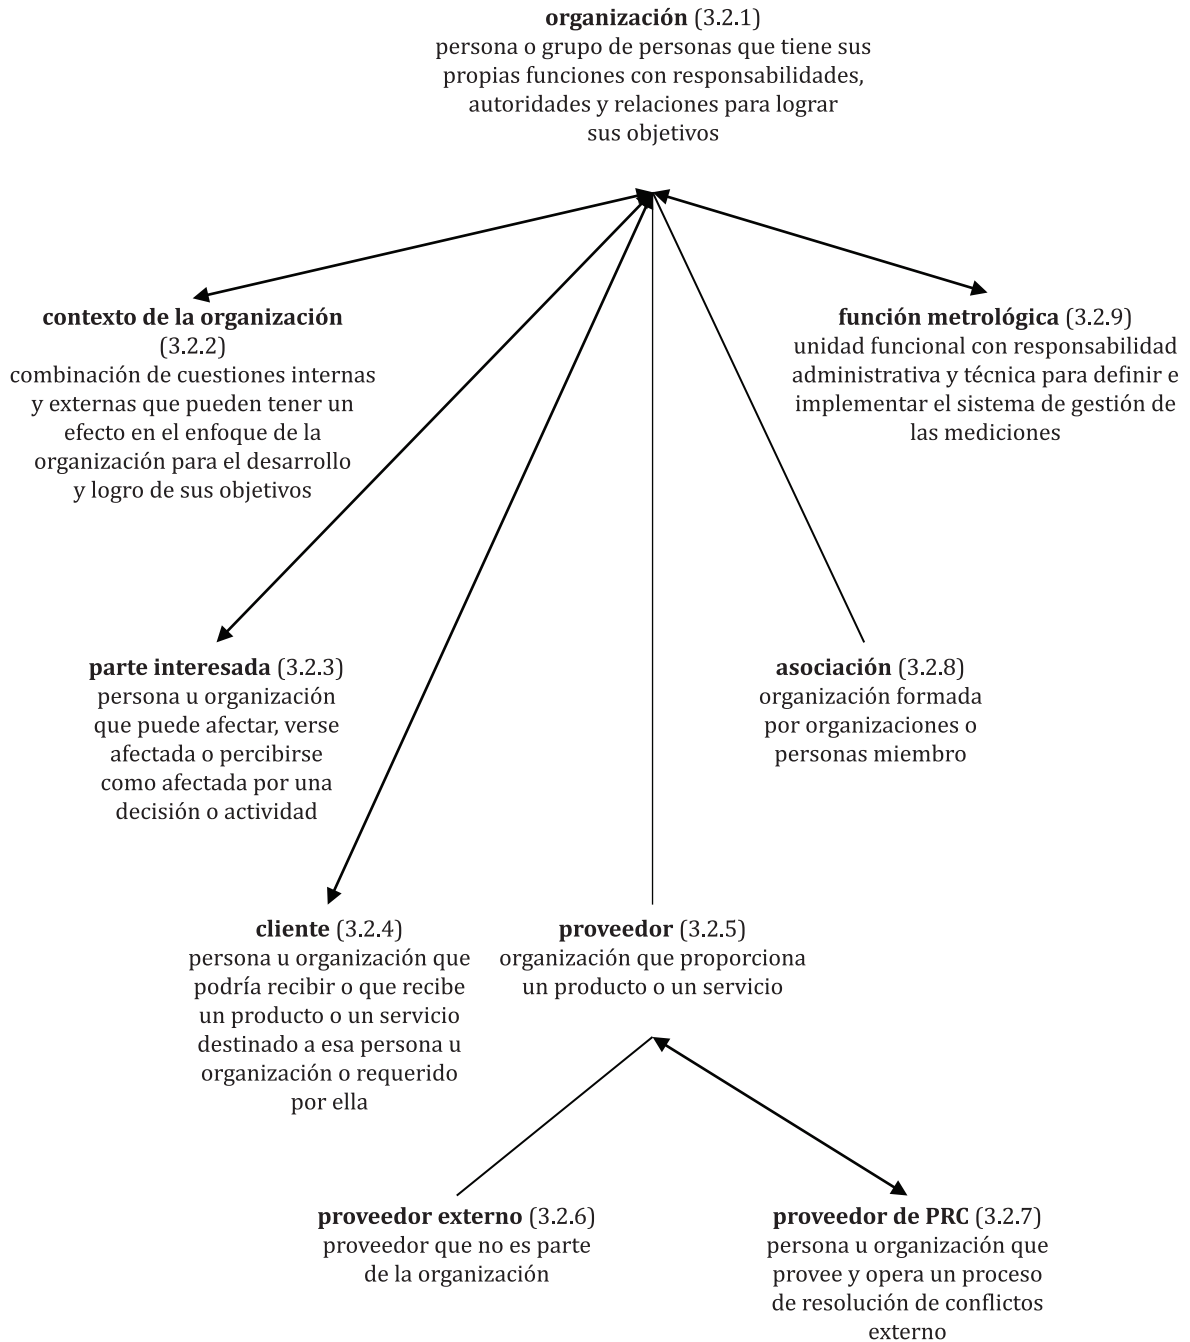 organización (3.2.1)
persona o grupo de personas que tiene sus
propias funciones con responsabilidades,
autoridades y relaciones para lograr
sus objetivos
contexto de la organización
(3.2.2)
combinación de cuestiones internas
y externas que pueden tener un
efecto en el enfoque de la
organización para el desarrollo
y logro de sus objetivos
función metrológica (3.2.9)
unidad funcional con responsabilidad
administrativa y técnica para definir e
implementar el sistema de gestión de
las mediciones
parte interesada (3.2.3)
persona u organización
que puede afectar, verse
afectada o percibirse
como afectada por una
decisión o actividad
asociación (3.2.8)
organización formada
por organizaciones o
personas miembro
cliente (3.2.4)
persona u organización que
podría recibir o que recibe
un producto o un servicio
destinado a esa persona u
organización o requerido
por ella
proveedor (3.2.5)
organización que proporciona
un producto o un servicio
proveedor externo (3.2.6)
proveedor que no es parte
de la organización
proveedor de PRC (3.2.7)
persona u organización que
provee y opera un proceso
de resolución de conflictos
externo